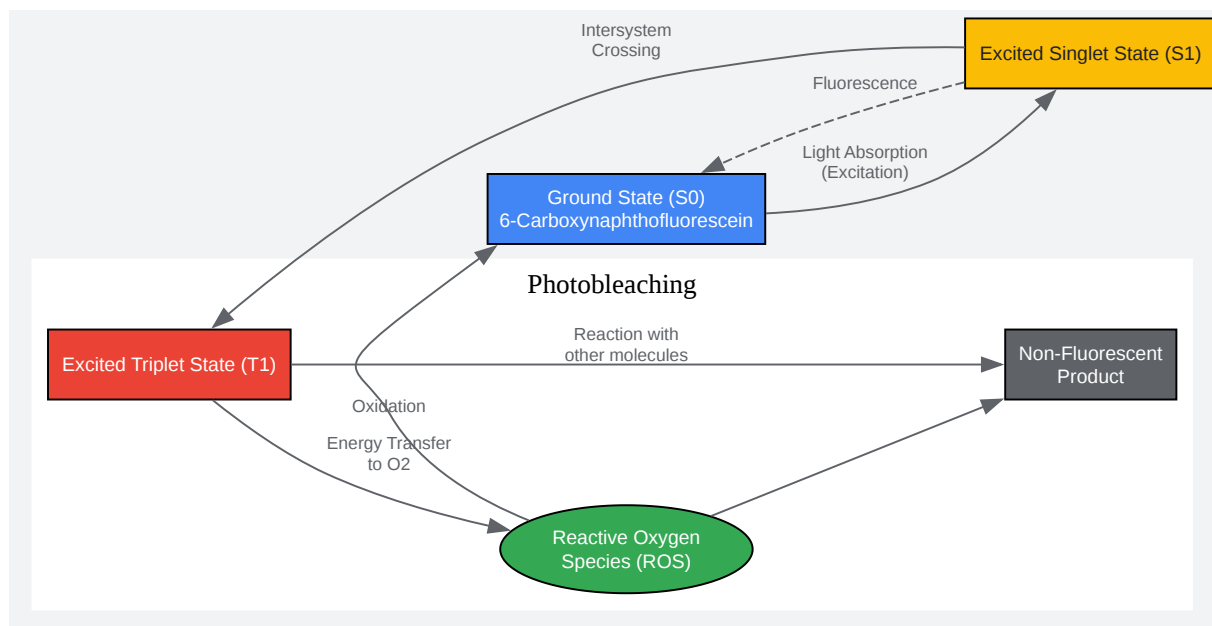 Intersystem
Crossing
Excited Singlet State (S1)
Fluorescence
Light Absorption
(Excitation)
Ground State (S0)
6-Carboxynaphthofluorescein
Photobleaching
Reaction with
other molecules
Excited Triplet State (T1)
Non-Fluorescent
Product
Oxidation
Energy Transfer
to O2
Reactive Oxygen
Species (ROS)